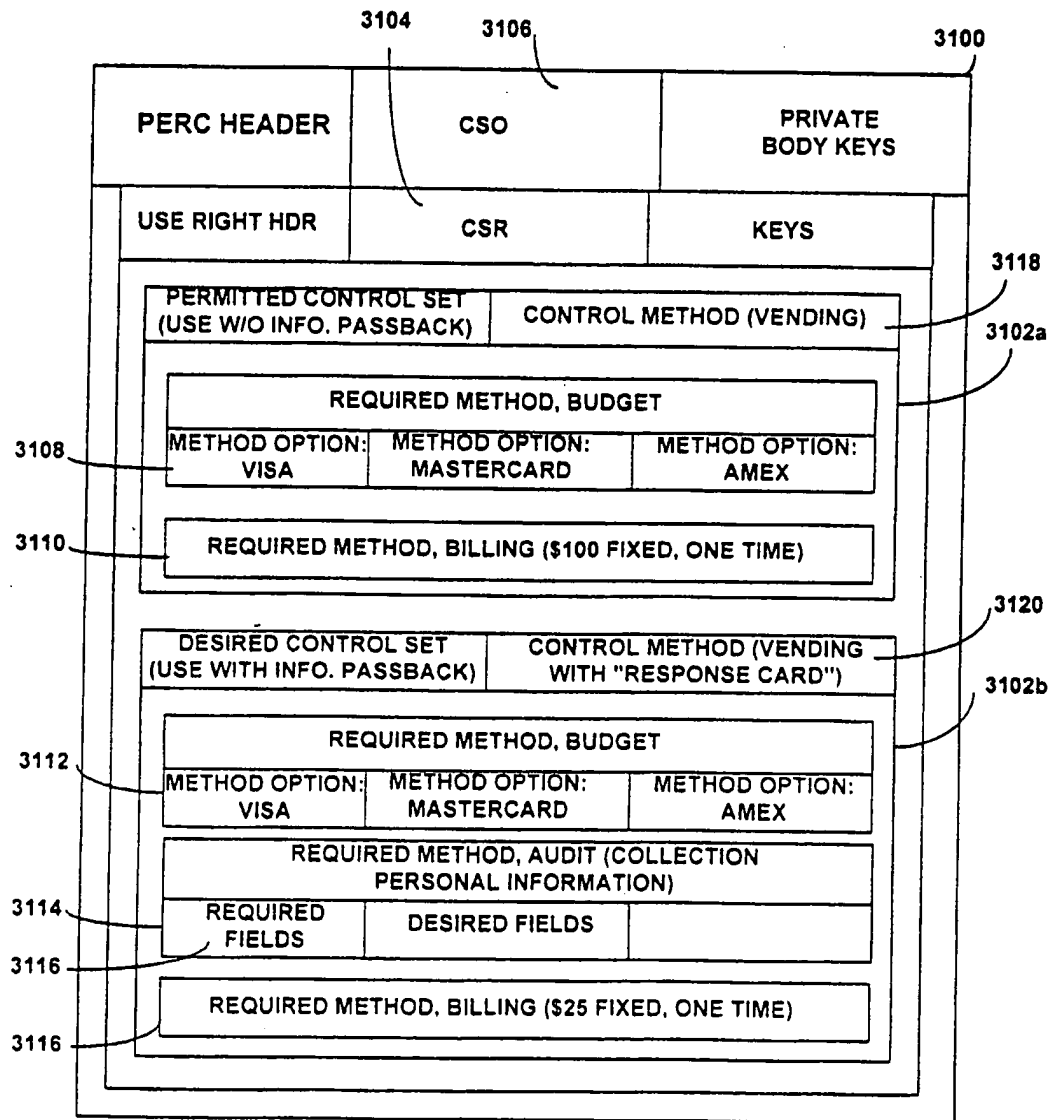 3104
3106
3100
PERC HEADER
CSO
PRIVATE
BODY KEYS
USE RIGHT HDR
CSR
KEYS
3118
PERMITTED CONTROL SET
(USE W/O INFO. PASSBACK)
CONTROL METHOD (VENDING)
3102a
REQUIRED METHOD, BUDGET
3108
METHOD OPTION:
VISA
METHOD OPTION:
MASTERCARD
METHOD OPTION:
AMEX
3110
REQUIRED METHOD, BILLING ($100 FIXED, ONE TIME)
3120
DESIRED CONTROL SET
(USE WITH INFO. PASSBACK)
CONTROL METHOD (VENDING
WITH "RESPONSE CARD")
3102b
REQUIRED METHOD, BUDGET
3112
METHOD OPTION:
VISA
METHOD OPTION:
MASTERCARD
METHOD OPTION:
AMEX
REQUIRED METHOD, AUDIT (COLLECTION
PERSONAL INFORMATION)
3114
REQUIRED
FIELDS
DESIRED FIELDS
3116
REQUIRED METHOD, BILLING ($25 FIXED, ONE TIME)
3116